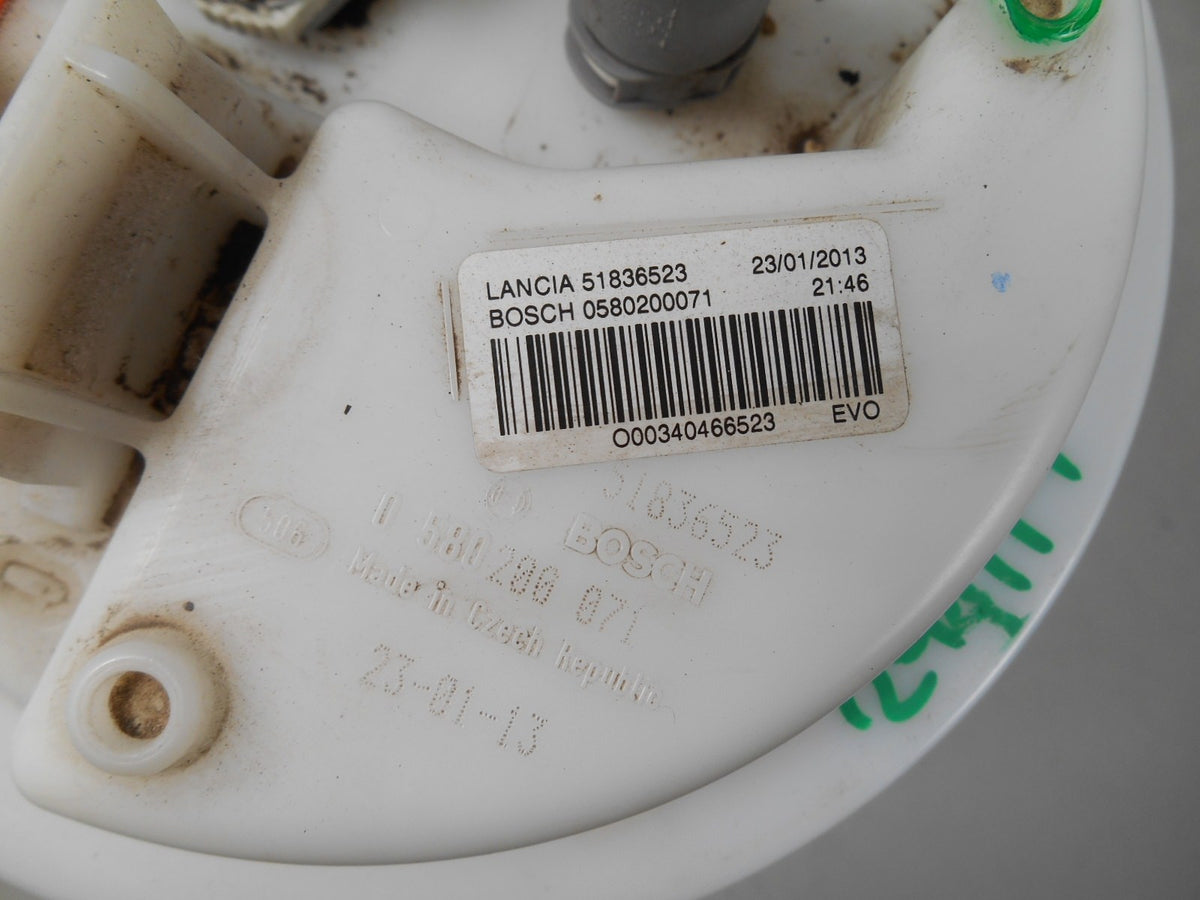 LANCIA 51836523 23/01/2013
BOSCH 0580200071 21:46
O00340466523 EVO
51836523
BOSCH
0 580 200 071
Made in Czech Republic
506
23-01-13